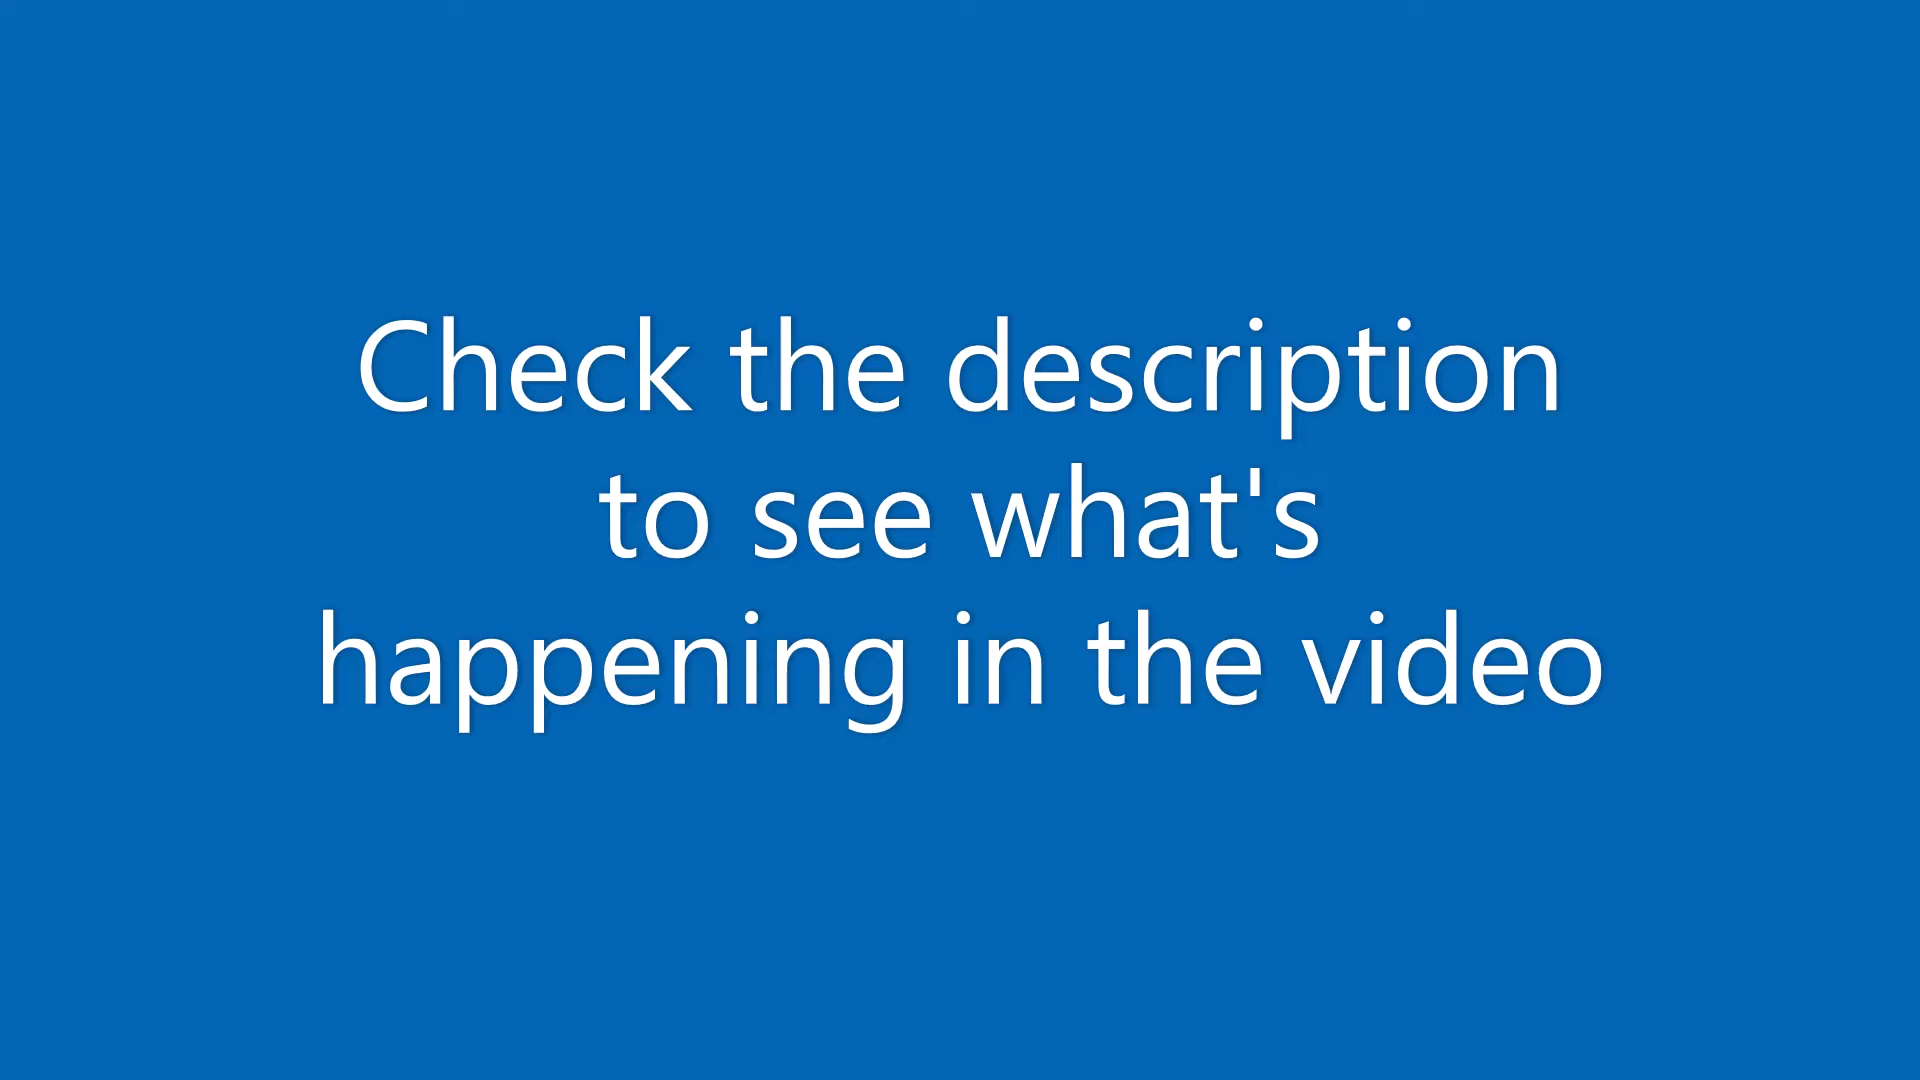 Check the description
to see what's
happening in the video